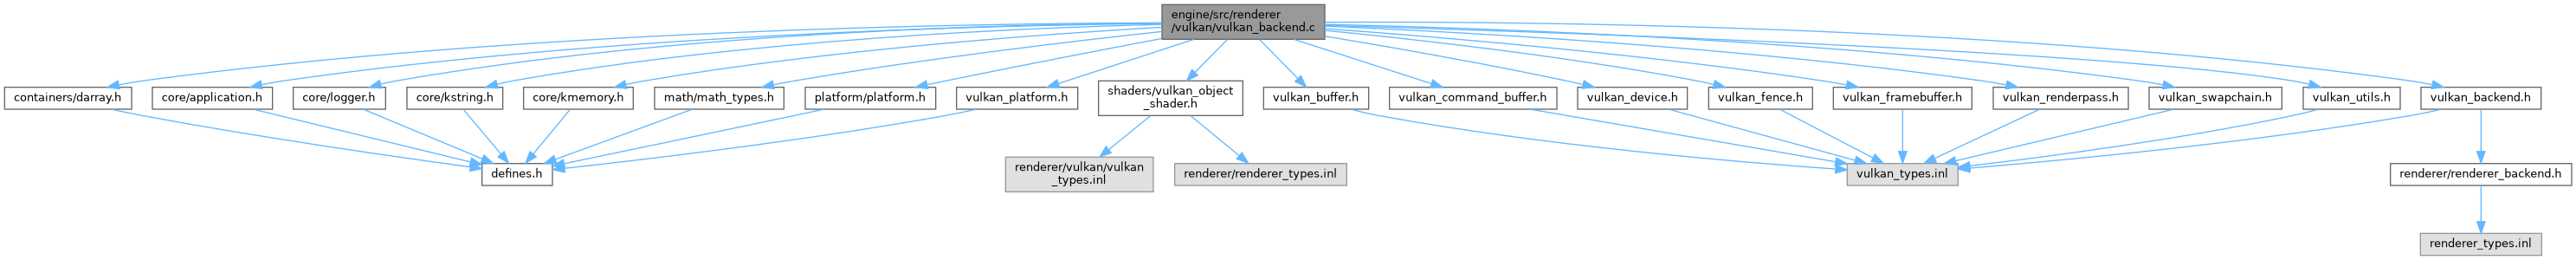 engine/src/renderer
/vulkan/vulkan_backend.c
containers/darray.h
core/application.h
core/logger.h
core/kstring.h
core/kmemory.h
math/math_types.h
platform/platform.h
vulkan_platform.h
shaders/vulkan_object
_shader.h
vulkan_buffer.h
vulkan_command_buffer.h
vulkan_device.h
vulkan_fence.h
vulkan_framebuffer.h
vulkan_renderpass.h
vulkan_swapchain.h
vulkan_utils.h
vulkan_backend.h
defines.h
renderer/vulkan/vulkan
_types.inl
renderer/renderer_types.inl
vulkan_types.inl
renderer/renderer_backend.h
renderer_types.inl